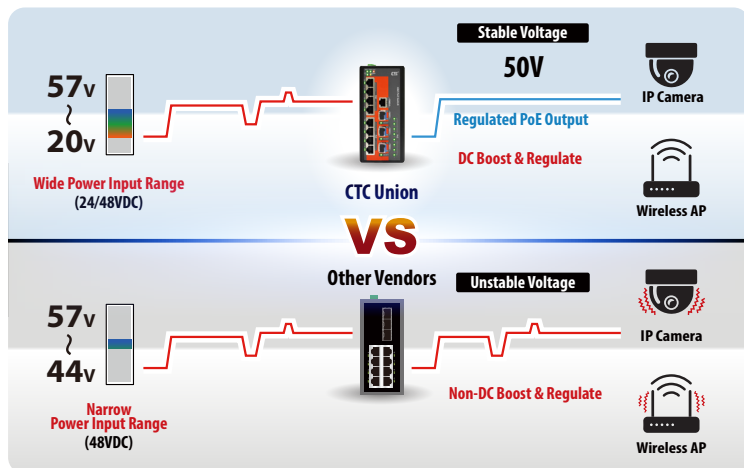 Stable Voltage
57v
50V
~
IP Camera
20v
Regulated PoE Output
DC Boost & Regulate
Wide Power Input Range
(24/48VDC)
CTC Union
Wireless AP
VS
Other Vendors
Unstable Voltage
57v
~
IP Camera
44v
Non-DC Boost & Regulate
Narrow
Power Input Range
(48VDC)
Wireless AP
CTC